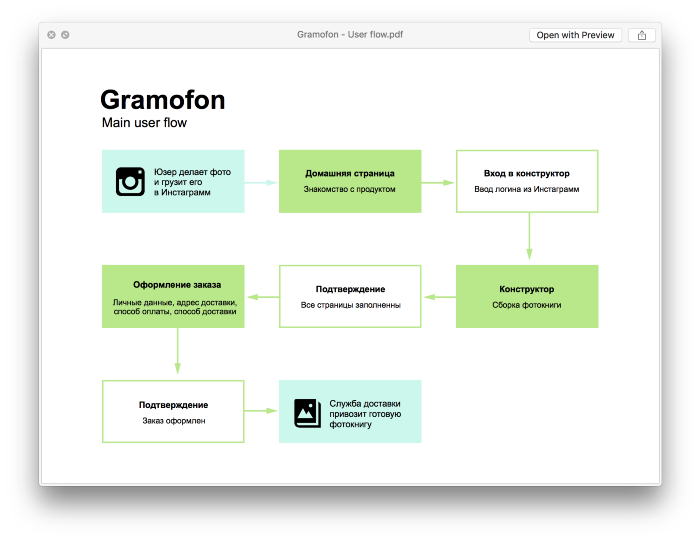 Gramofon - User flow.pdf
Open with Preview
Gramofon
Main user flow
Юзер делает фото
и грузит его
в Инстаграмм
Домашняя страница
Знакомство с продуктом
Вход в конструктор
Ввод логина из Инстаграмм
Оформление заказа
Личные данные, адрес доставки,
способ оплаты, способ доставки
Подтверждение
Все страницы заполненны
Конструктор
Сборка фотокниги
Подтверждение
Заказ оформлен
Служба доставки
привозит готовую
фотокнигу